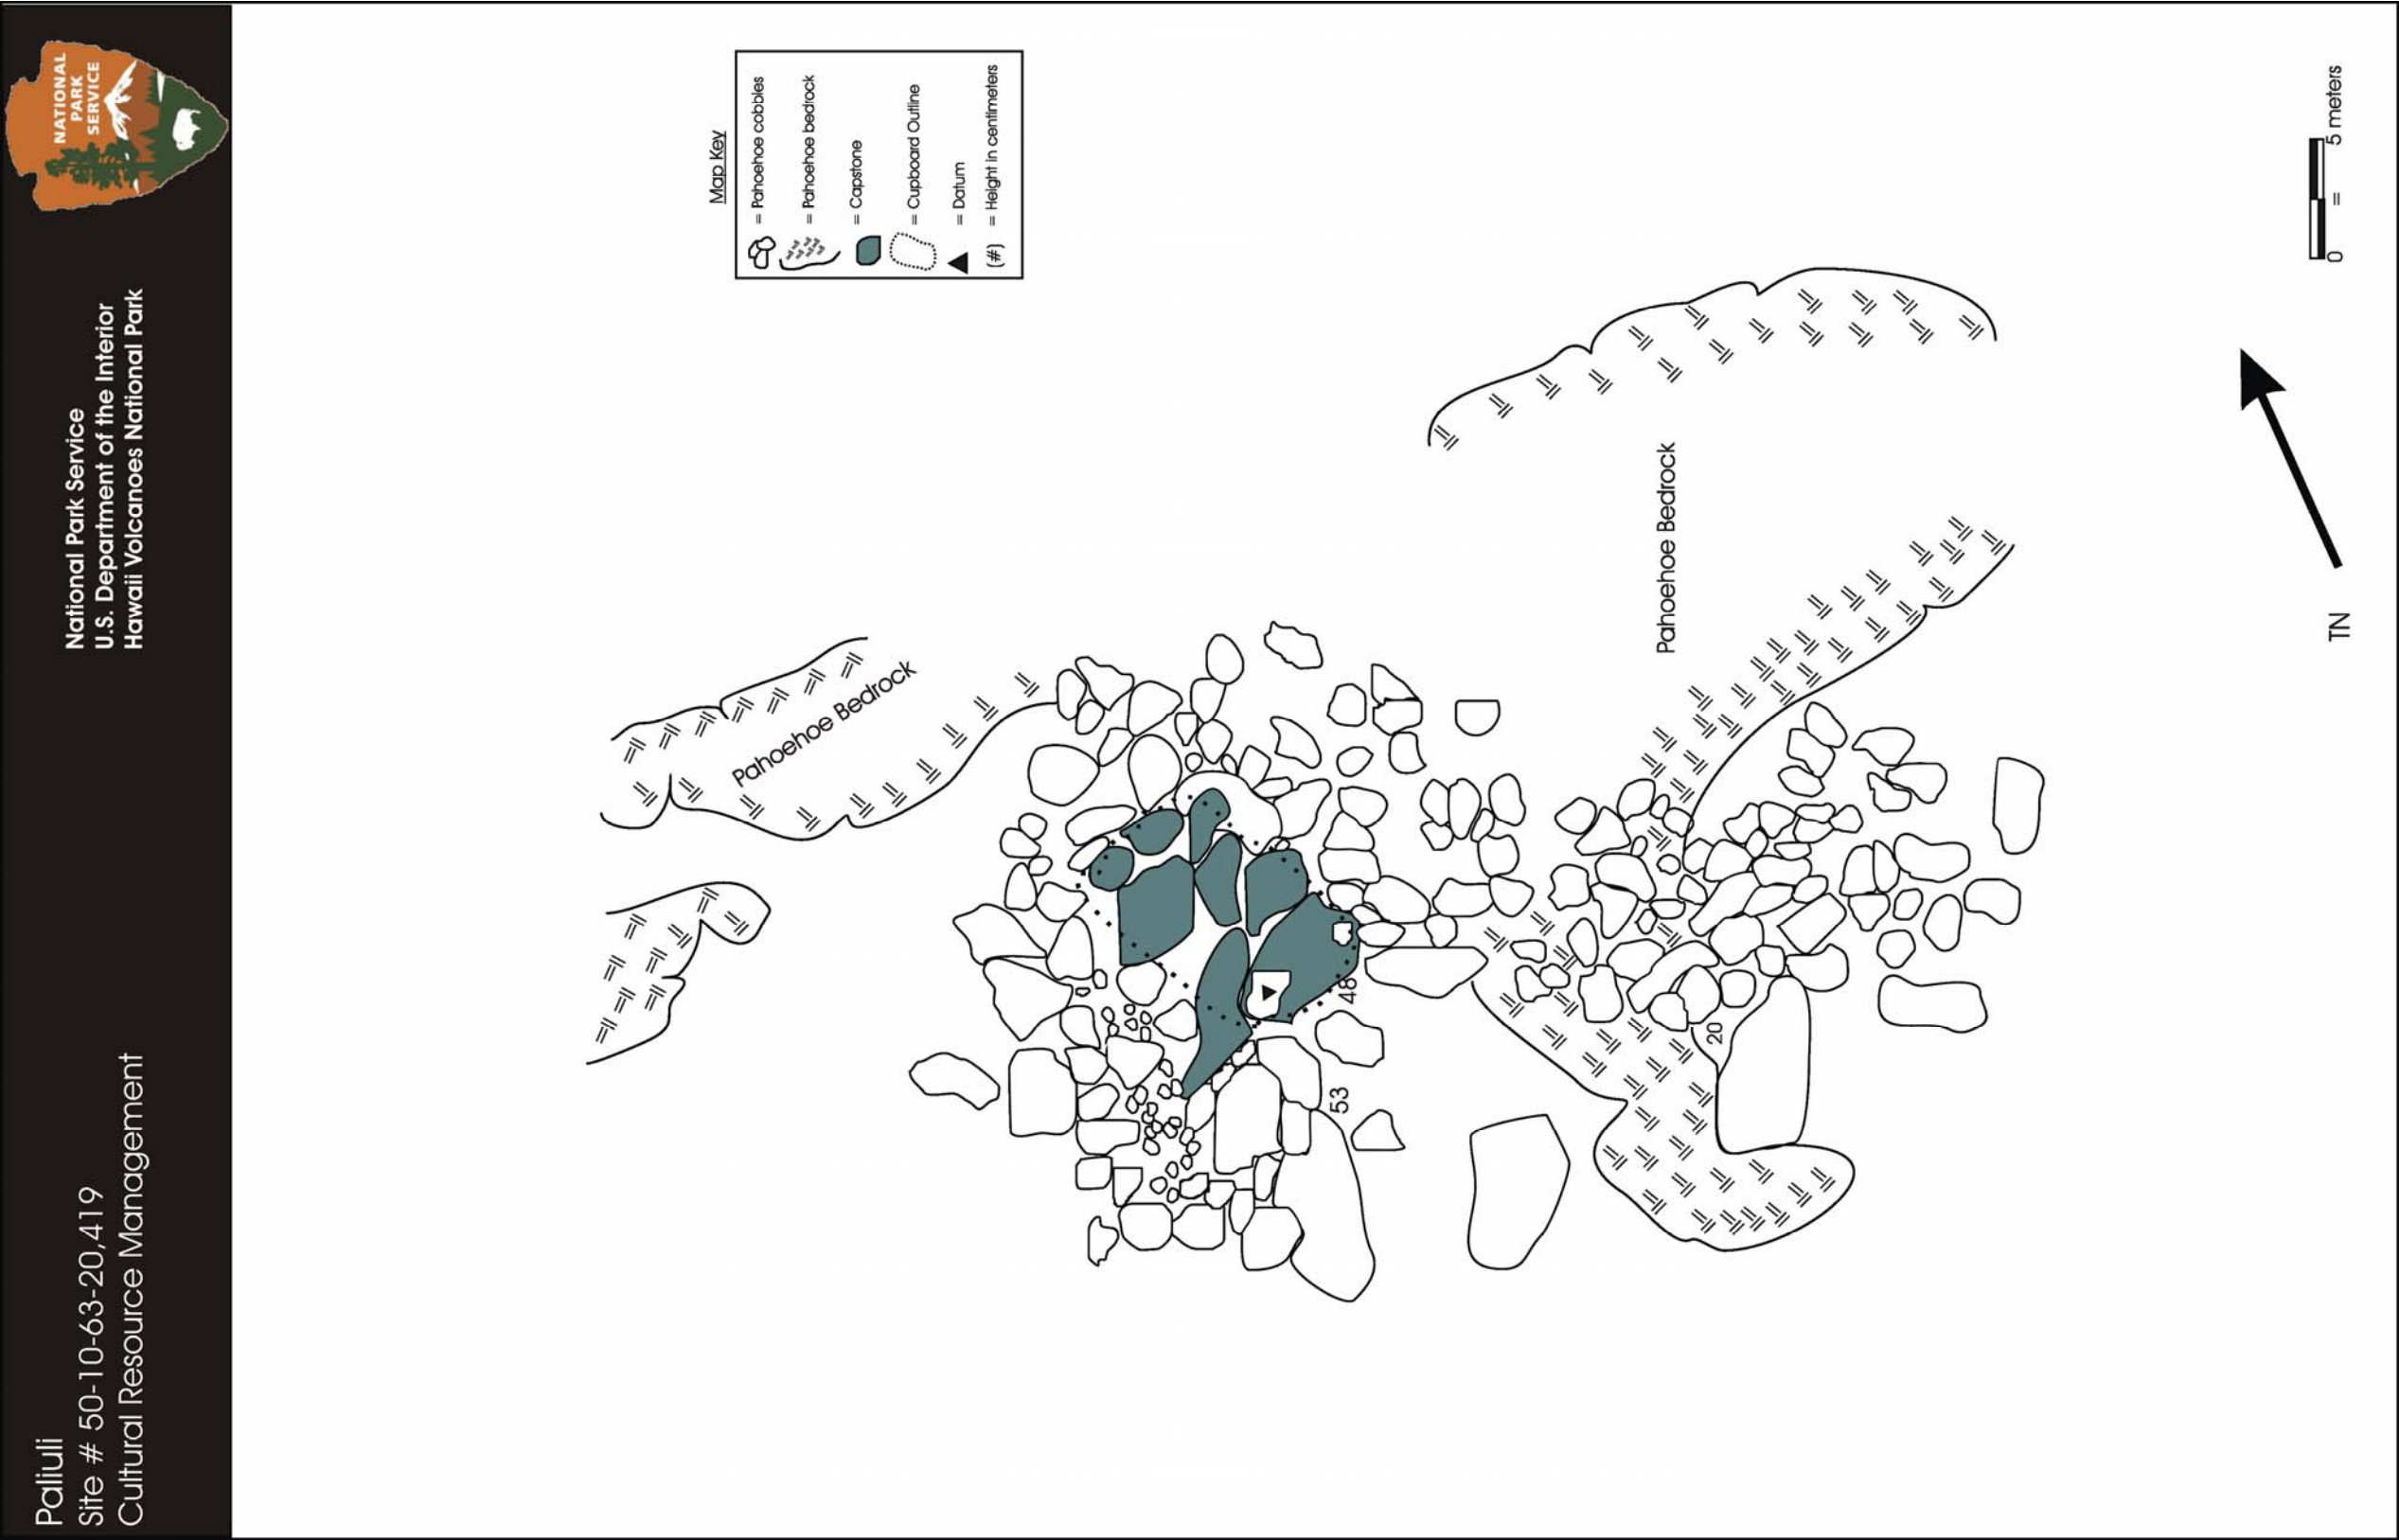 Paliuli
Site # 50-10-63-20,419
Cultural Resource Management
National Park Service
U.S. Department of the Interior
Hawaii Volcanoes National Park
NATIONAL
PARK
SERVICE
Map Key
= Pahoehoe cobbles
= Pahoehoe bedrock
= Capstone
= Cupboard Outline
= Datum
(#) = Height in centimeters
Pahoehoe Bedrock
Pahoehoe Bedrock
48
53
20
TN
0 = 5 meters